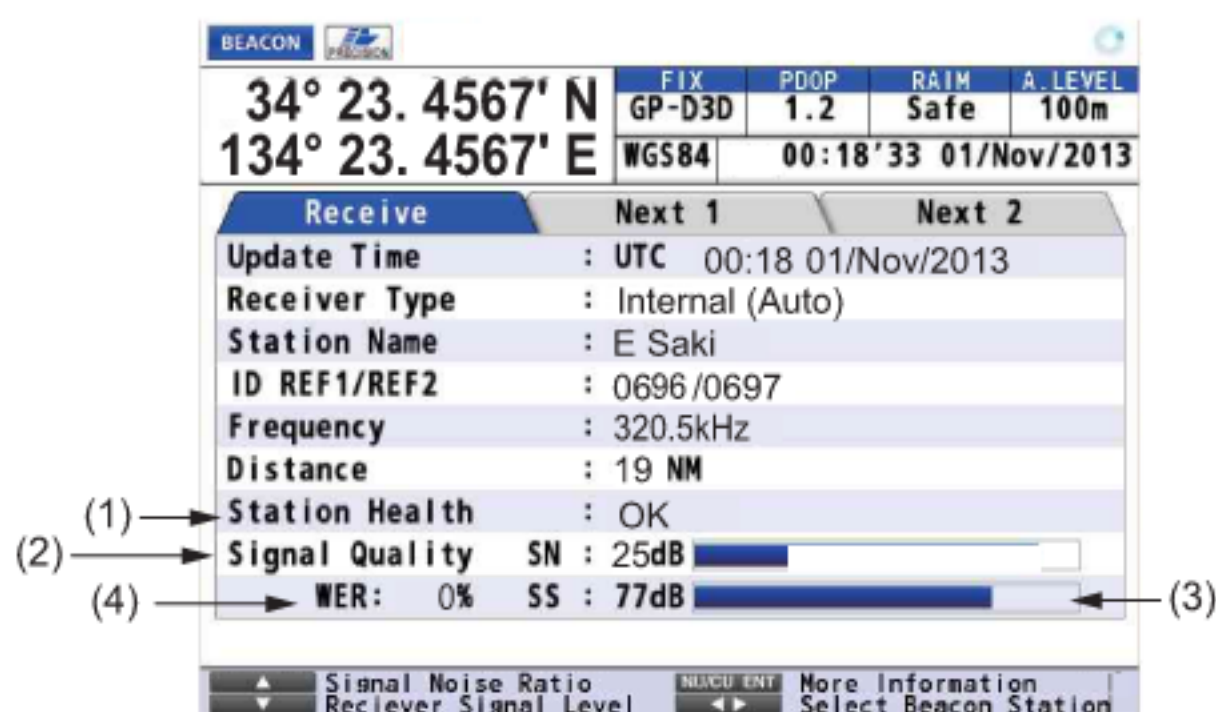 BEACON PRECISION
34° 23. 4567' N
134° 23. 4567' E
FIX PDOP RAIM A.LEVEL
GP-D3D 1.2 Safe 100m
WGS84 00:18'33 01/Nov/2013
Receive Next 1 Next 2
Update Time : UTC 00:18 01/Nov/2013
Receiver Type : Internal (Auto)
Station Name : E Saki
ID REF1/REF2 : 0696/0697
Frequency : 320.5kHz
Distance : 19 NM
(1) Station Health : OK
(2) Signal Quality SN : 25dB
(4) WER: 0% SS : 77dB (3)
Signal Noise Ratio NU/CU ENT More Information
Reciever Signal Level Select Beacon Station